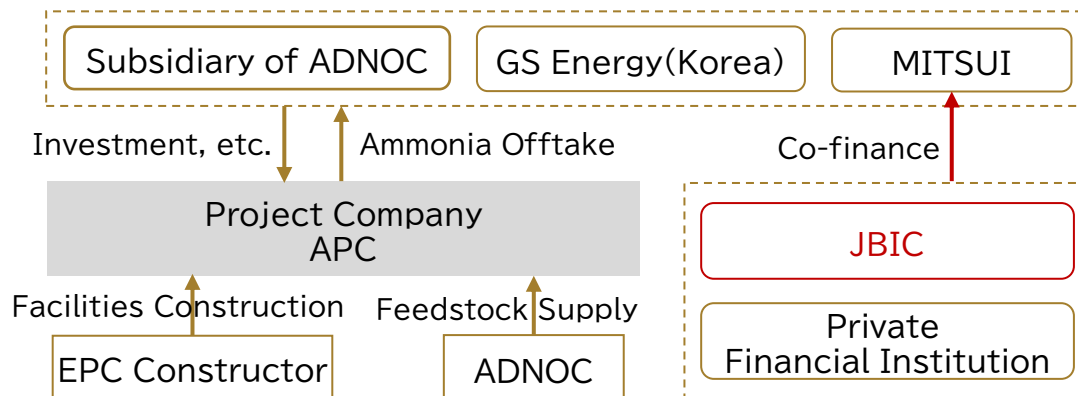 Subsidiary of ADNOC
GS Energy(Korea)
MITSUI
Investment, etc.
Ammonia Offtake
Co-finance
Project Company
APC
JBIC
Facilities Construction
Feedstock Supply
Private
Financial Institution
EPC Constructor
ADNOC